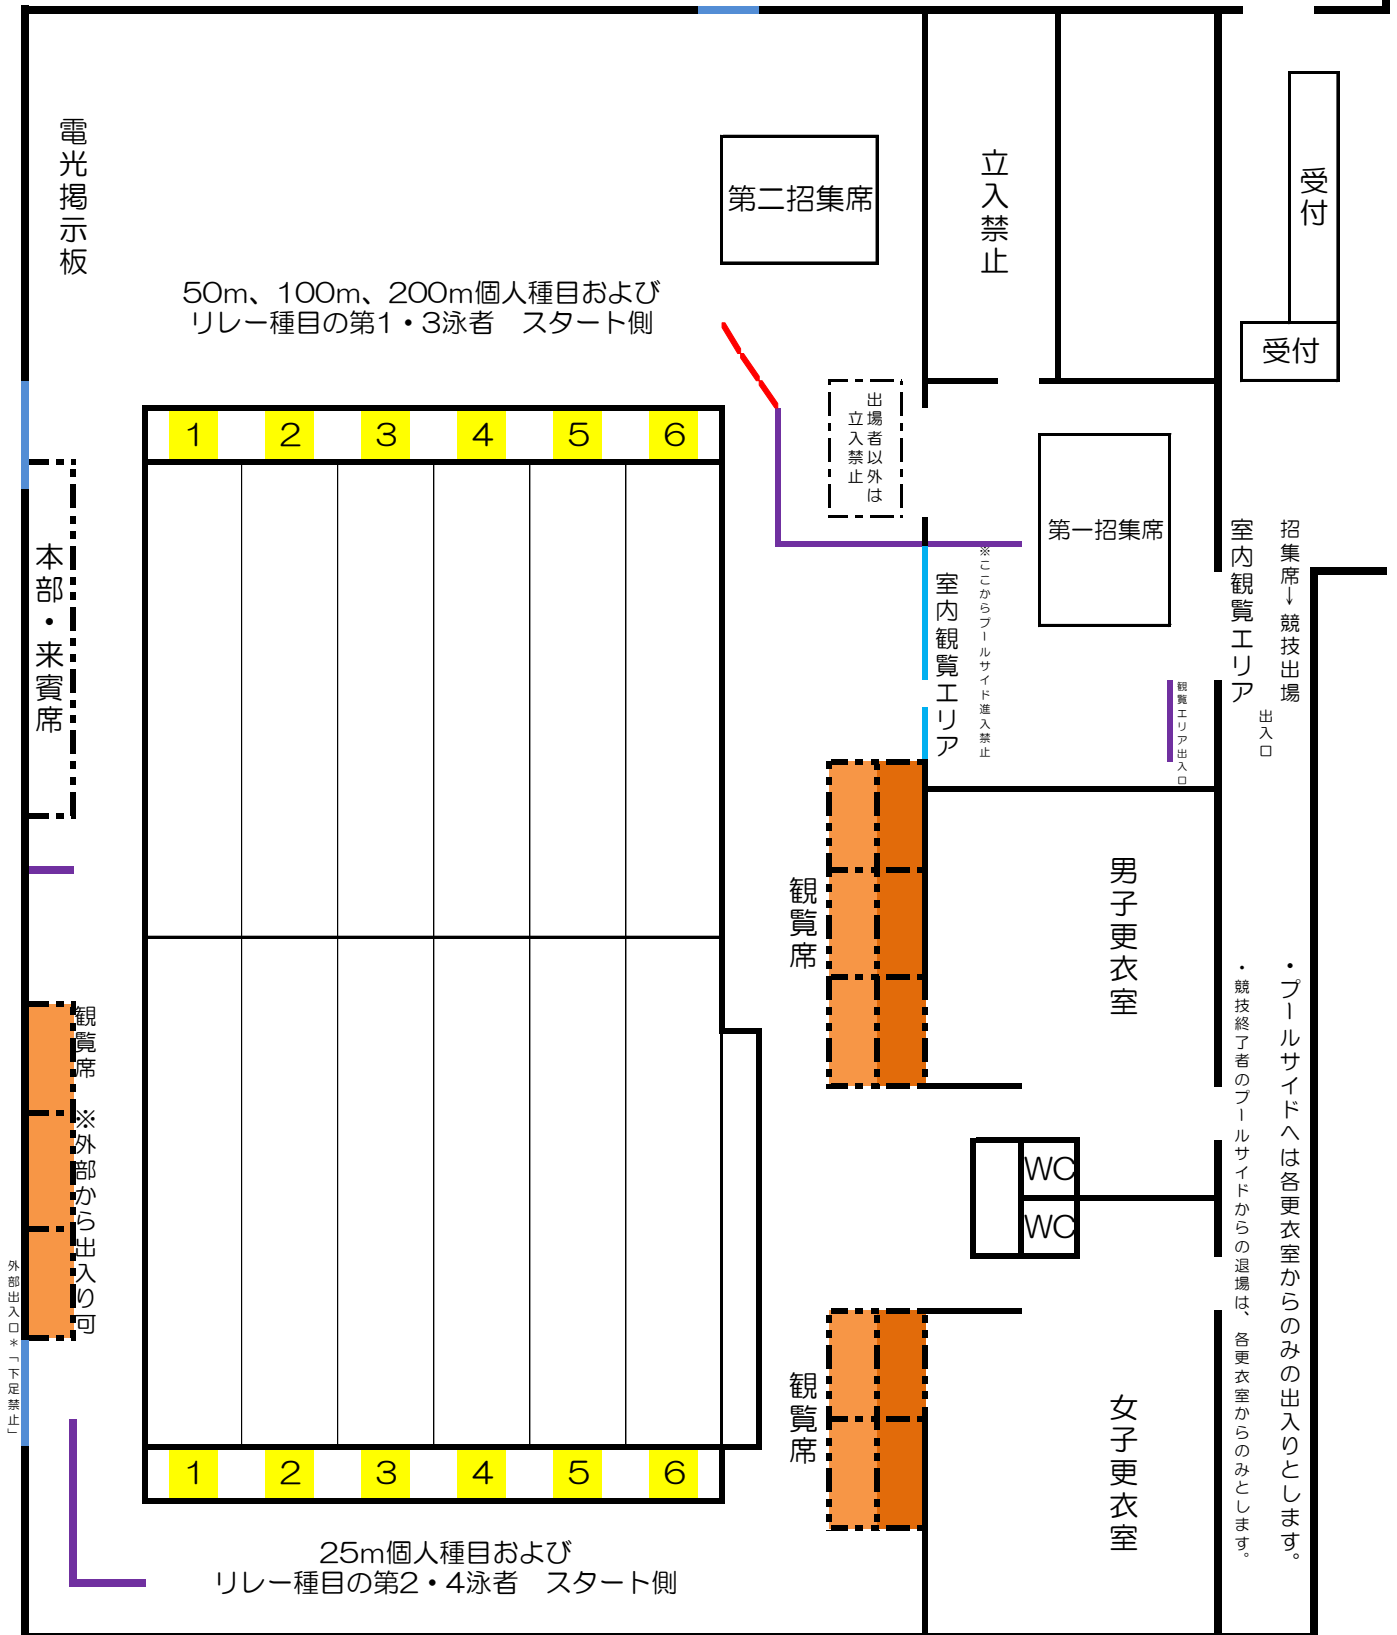 電光掲示板
第二招集席
立入禁止
受付
受付
50m、100m、200m個人種目および
リレー種目の第1・3泳者　スタート側
出場者以外は
立入禁止
1 2 3 4 5 6
第一招集席
本部・来賓席
室内観覧エリア
※ここからプールサイド進入禁止
観覧エリア出入口
招集席→競技出場
室内観覧エリア
出入口
観覧席
男子更衣室
・プールサイドへは各更衣室からのみの出入りとします。
・競技終了者のプールサイドからの退場は、各更衣室からのみとします。
観覧席　※外部から出入り可
WC
WC
外部出入口＊「下足禁止」
観覧席
女子更衣室
1 2 3 4 5 6
25m個人種目および
リレー種目の第2・4泳者　スタート側